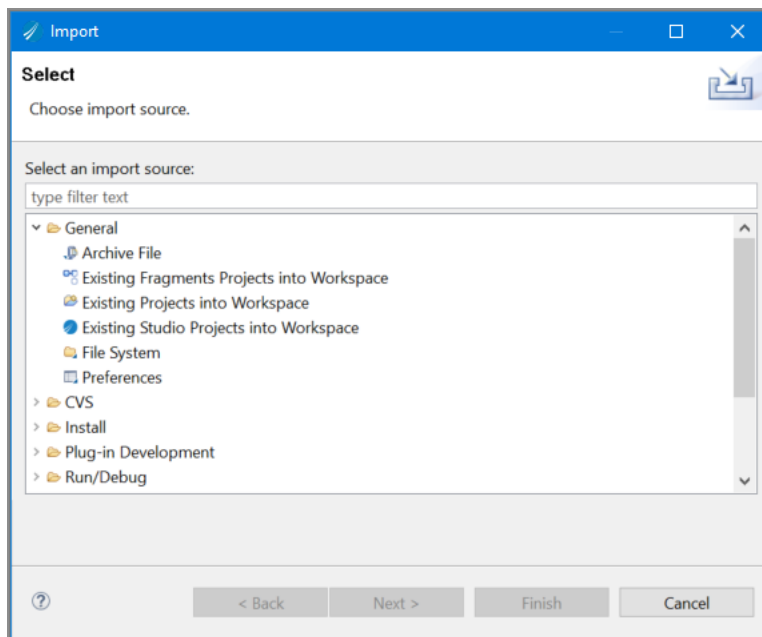 Import
Select
Choose import source.
Select an import source:
type filter text
General
Archive File
Existing Fragments Projects into Workspace
Existing Projects into Workspace
Existing Studio Projects into Workspace
File System
Preferences
CVS
Install
Plug-in Development
Run/Debug
? < Back Next > Finish Cancel